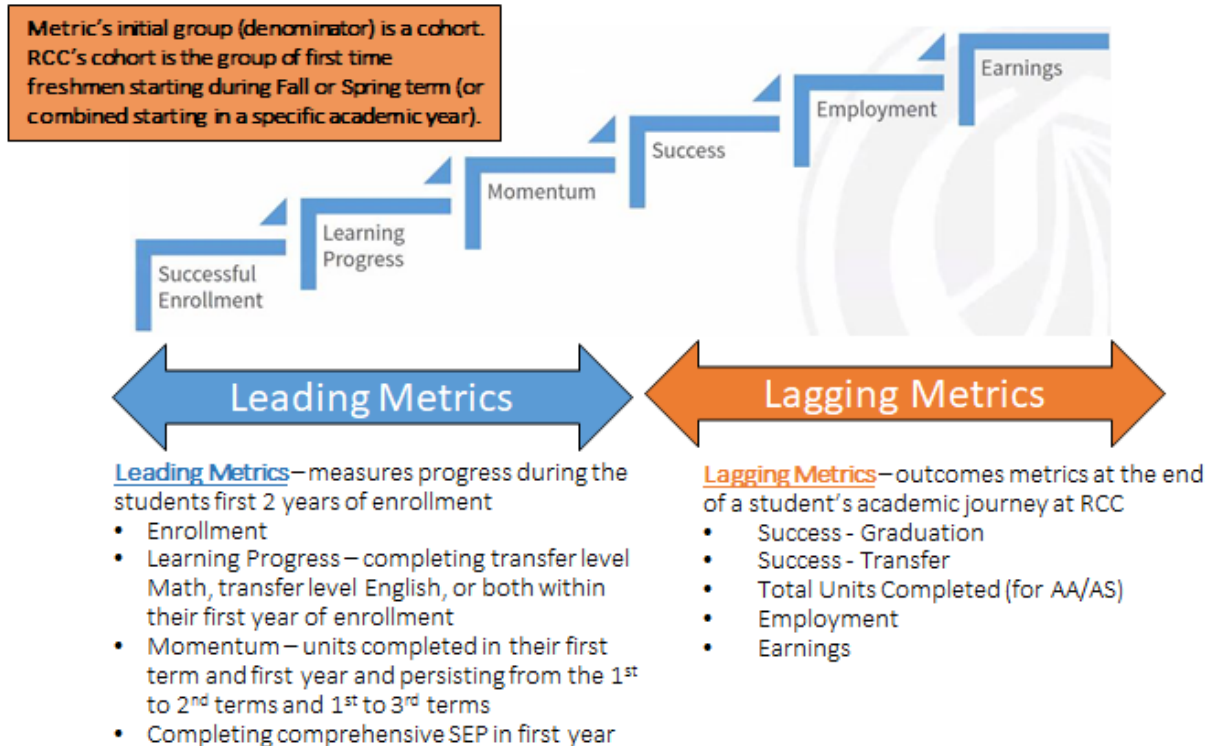 Metric's initial group (denominator) is a cohort.
RCC's cohort is the group of first time
freshmen starting during Fall or Spring term (or
combined starting in a specific academic year).
Earnings
Employment
Success
Momentum
Learning
Progress
Successful
Enrollment
Leading Metrics
Lagging Metrics
Leading Metrics – measures progress during the
students first 2 years of enrollment
• Enrollment
• Learning Progress – completing transfer level
Math, transfer level English, or both within
their first year of enrollment
• Momentum – units completed in their first
term and first year and persisting from the 1st
to 2nd terms and 1st to 3rd terms
• Completing comprehensive SEP in first year
Lagging Metrics – outcomes metrics at the end
of a student's academic journey at RCC
• Success - Graduation
• Success - Transfer
• Total Units Completed (for AA/AS)
• Employment
• Earnings